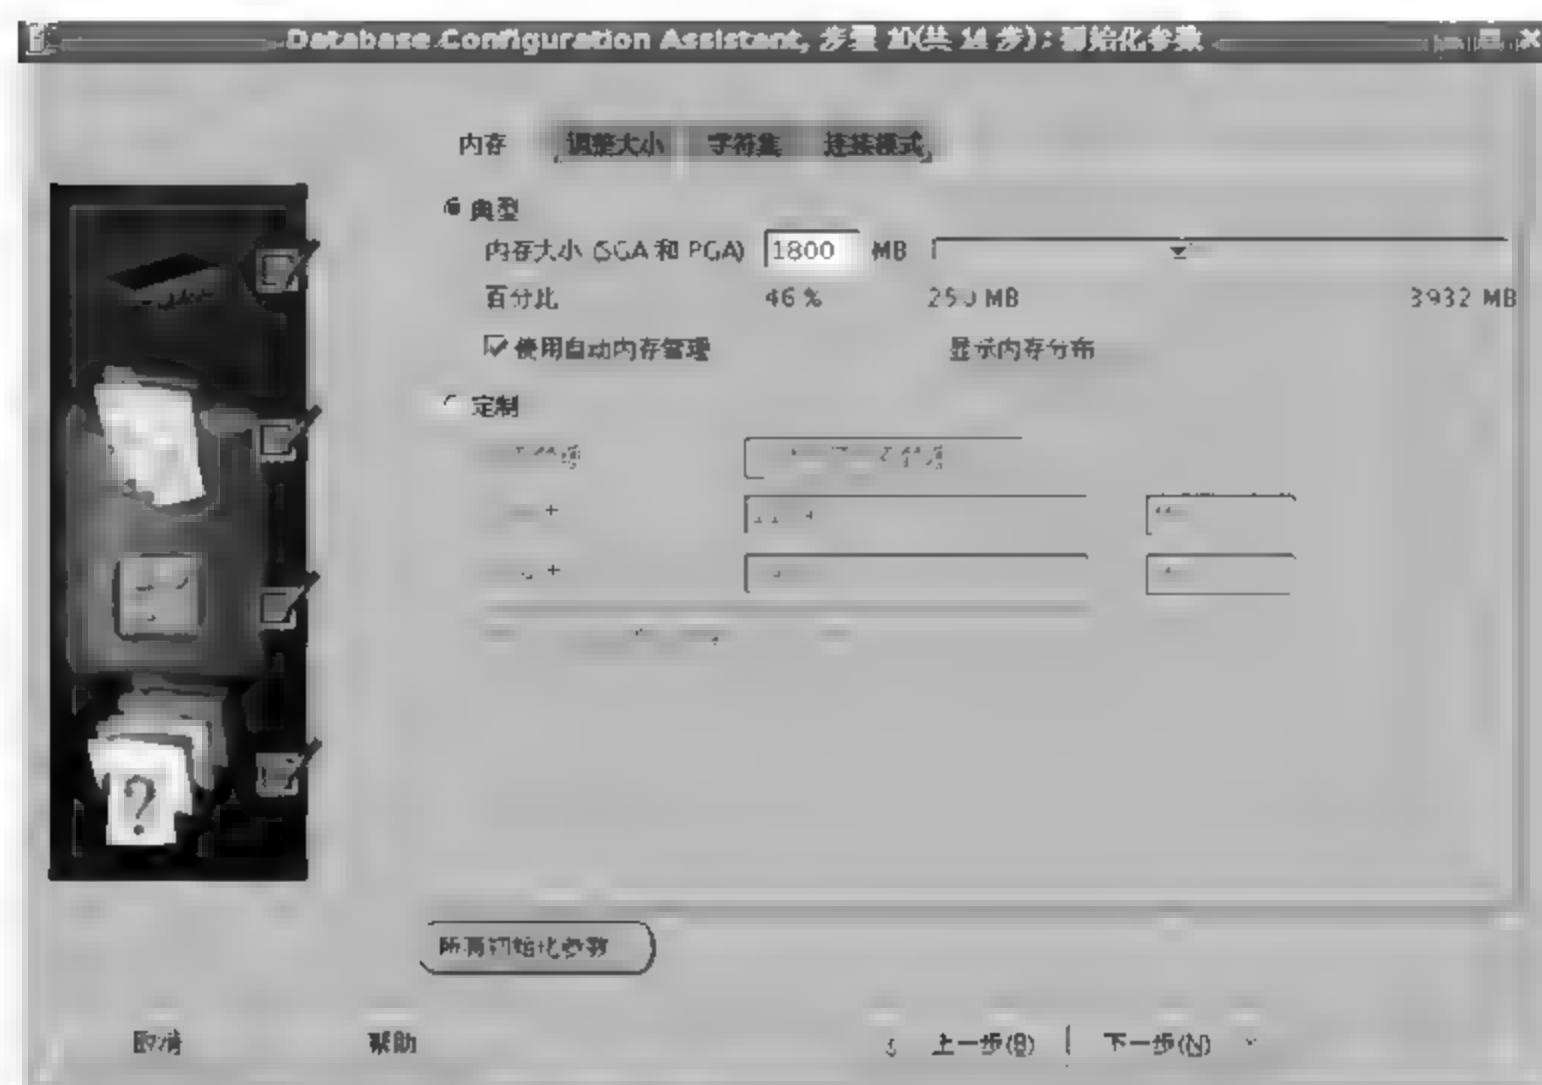 Database Configuration Assistant, 步骤 10(共 14 步) : 初始化参数
内存 调整大小 字符集 连接模式
典型
内存大小 (SGA 和 PGA) 1800 MB
百分比 46 % 250 MB 3932 MB
使用自动内存管理 显示内存分布
定制
所有初始化参数
取消 帮助 上一步(B) 下一步(N)
?